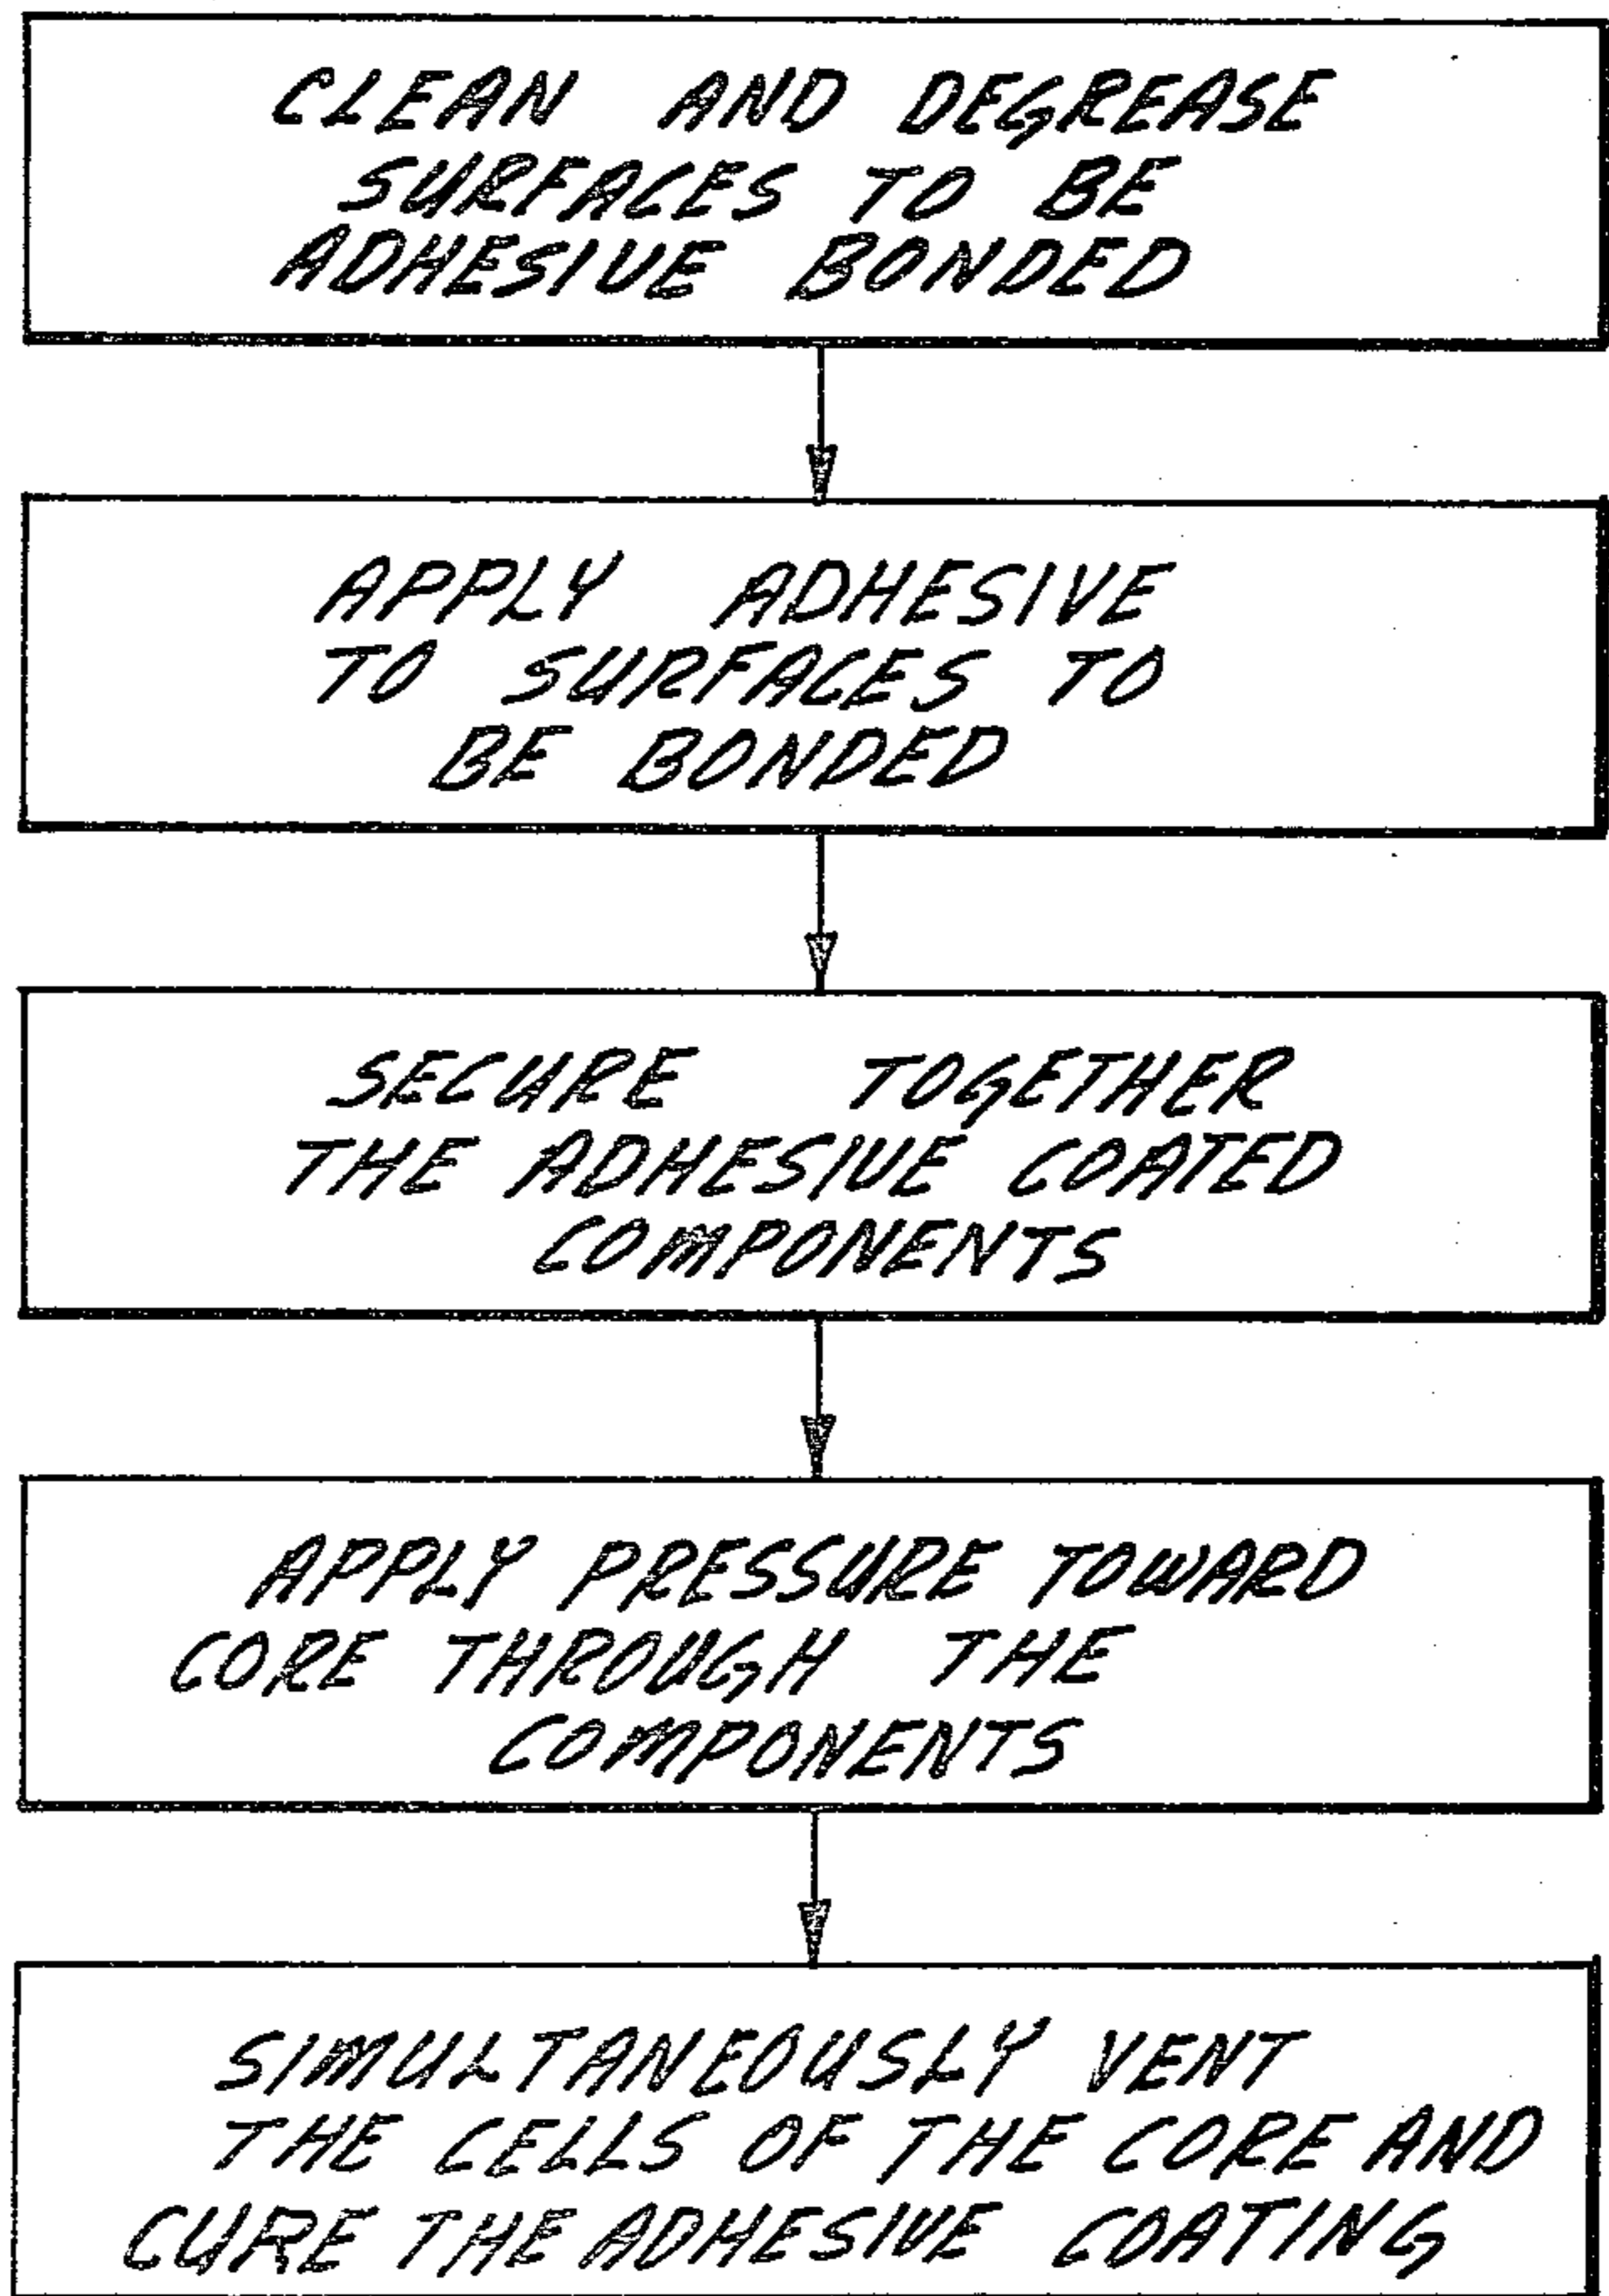 CLEAN AND DEGREASE
SURFACES TO BE
ADHESIVE BONDED
APPLY ADHESIVE
TO SURFACES TO
BE BONDED
SECURE TOGETHER
THE ADHESIVE COATED
COMPONENTS
APPLY PRESSURE TOWARD
CORE THROUGH THE
COMPONENTS
SIMULTANEOUSLY VENT
THE CELLS OF THE CORE AND
CURE THE ADHESIVE COATING